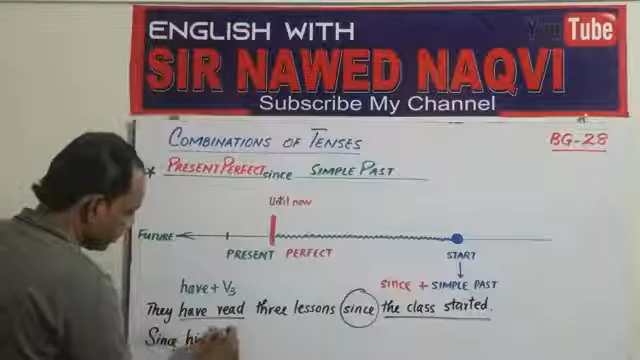 ENGLISH WITH YouTube
SIR NAWED NAQVI
Subscribe My Channel
COMBINATIONS OF TENSES BG-28
* PRESENT PERFECT since SIMPLE PAST
Until now
FUTURE
PRESENT PERFECT START
have + V3 since + SIMPLE PAST
They have read three lessons since the class started.
Since